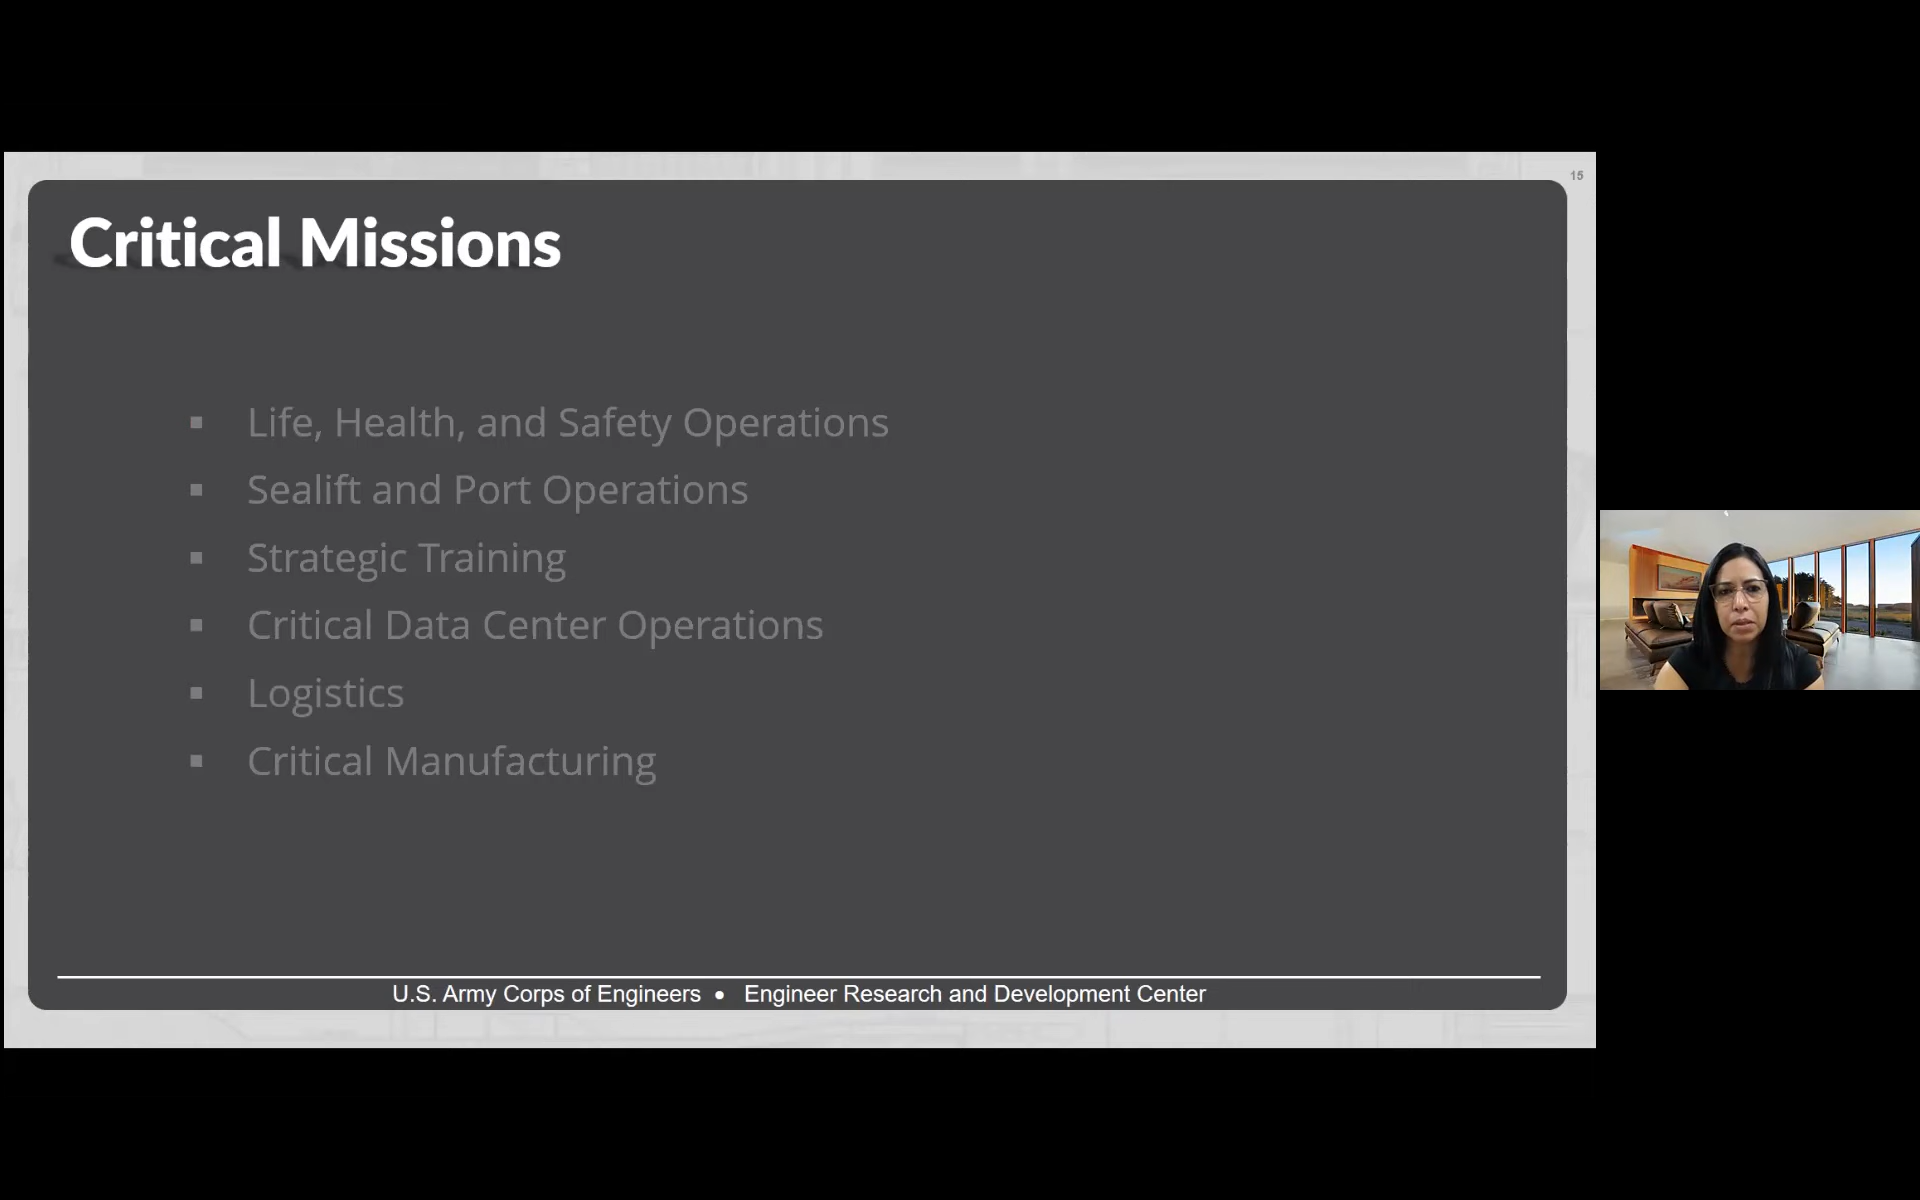 15
Critical Missions
▪ Life, Health, and Safety Operations
▪ Sealift and Port Operations
▪ Strategic Training
▪ Critical Data Center Operations
▪ Logistics
▪ Critical Manufacturing
U.S. Army Corps of Engineers • Engineer Research and Development Center